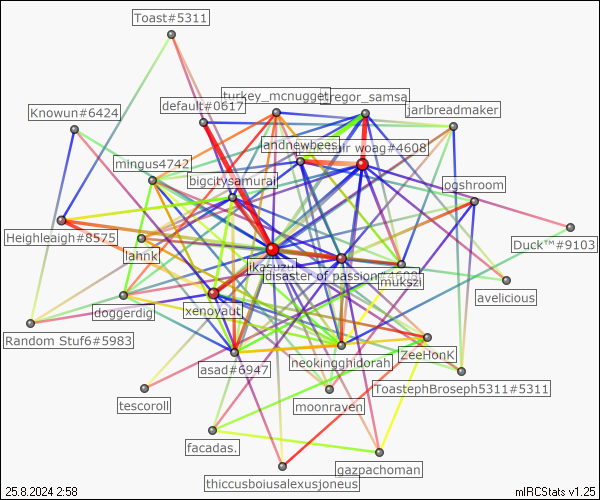 Toast#5311
turkey_mcnugget
gregor_samsa
default#0617
Knowun#6424
jarlbreadmaker
andnewbees
woag#4608
mingus4742
bigcitysamurai
ogshroom
Heighleaigh#8575
Duck™#9103
lahnk
ikasuzu
disaster of passion#4608
mukszi
avelicious
doggerdig
xenoyaut
Random Stuf6#5983
neokingghidorah
ZeeHonk
asad#6947
ToastephBroseph5311#5311
tescoroll
moonraven
facadas.
gazpachoman
thiccusboiusalexusjoneus
25.8.2024 2:58
mIRCStats v1.25